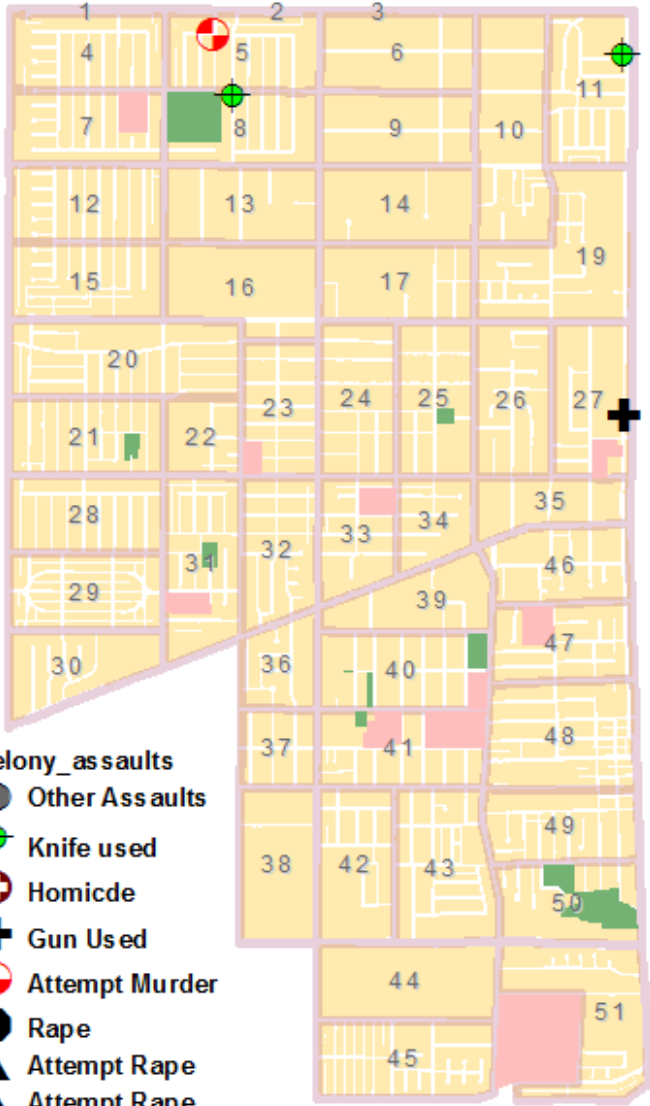 1 2 3
4 5 6
11
7 8 9 10
12 13 14
19
15 16 17
20
23 24 25 26 27
21 22
28 33 34 35
32
29 31 39 46
30 36 40 47
37 41 48
49
38 42 43
50
44
51
45
elony_assaults
Other Assaults
Knife used
Homicde
Gun Used
Attempt Murder
Rape
Attempt Rape
Attempt Rape